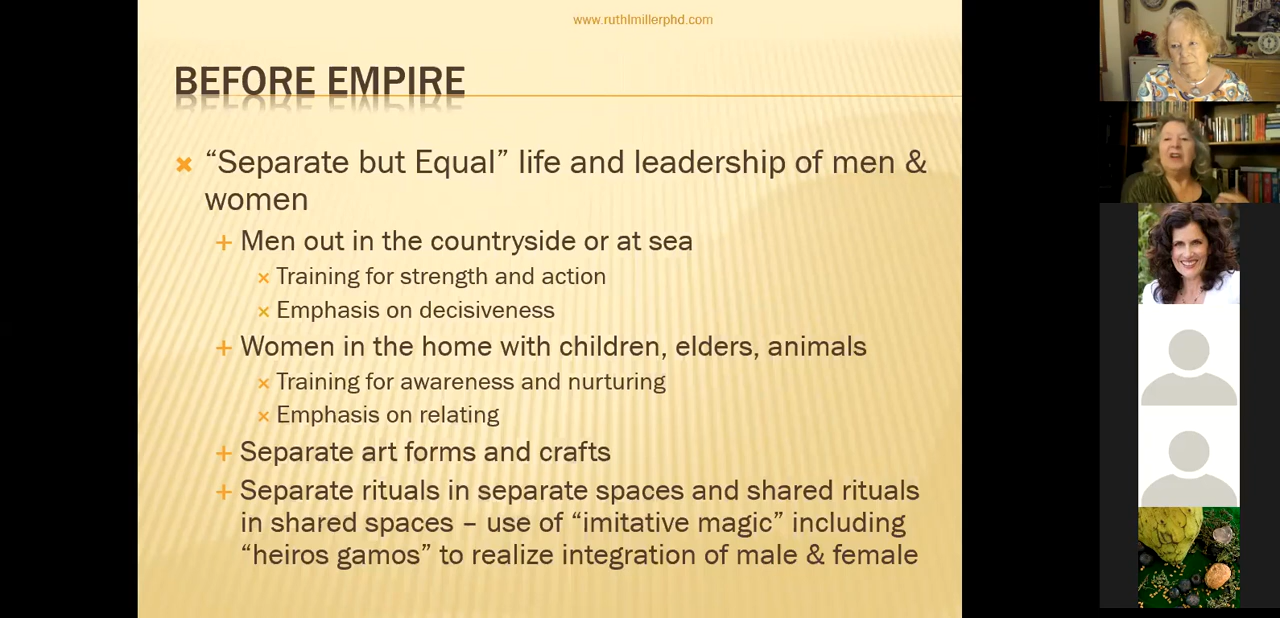 www.ruthlmillerphd.com
BEFORE EMPIRE
“Separate but Equal” life and leadership of men &
women
Men out in the countryside or at sea
Training for strength and action
Emphasis on decisiveness
Women in the home with children, elders, animals
Training for awareness and nurturing
Emphasis on relating
Separate art forms and crafts
Separate rituals in separate spaces and shared rituals
in shared spaces – use of “imitative magic” including
“heiros gamos” to realize integration of male & female